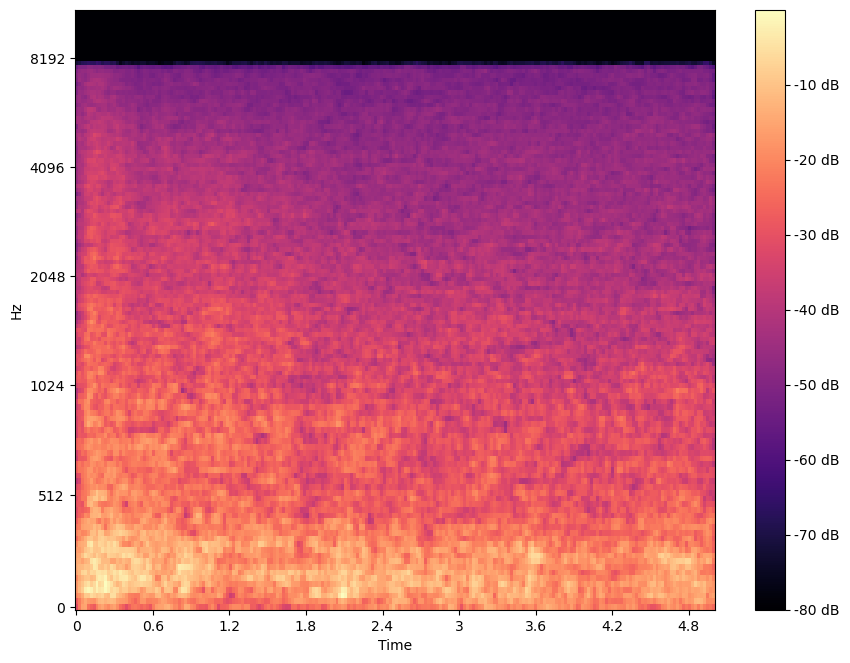 8192
4096
2048
1024
512
0
Hz
0 0.6 1.2 1.8 2.4 3 3.6 4.2 4.8
Time
-10 dB
-20 dB
-30 dB
-40 dB
-50 dB
-60 dB
-70 dB
-80 dB